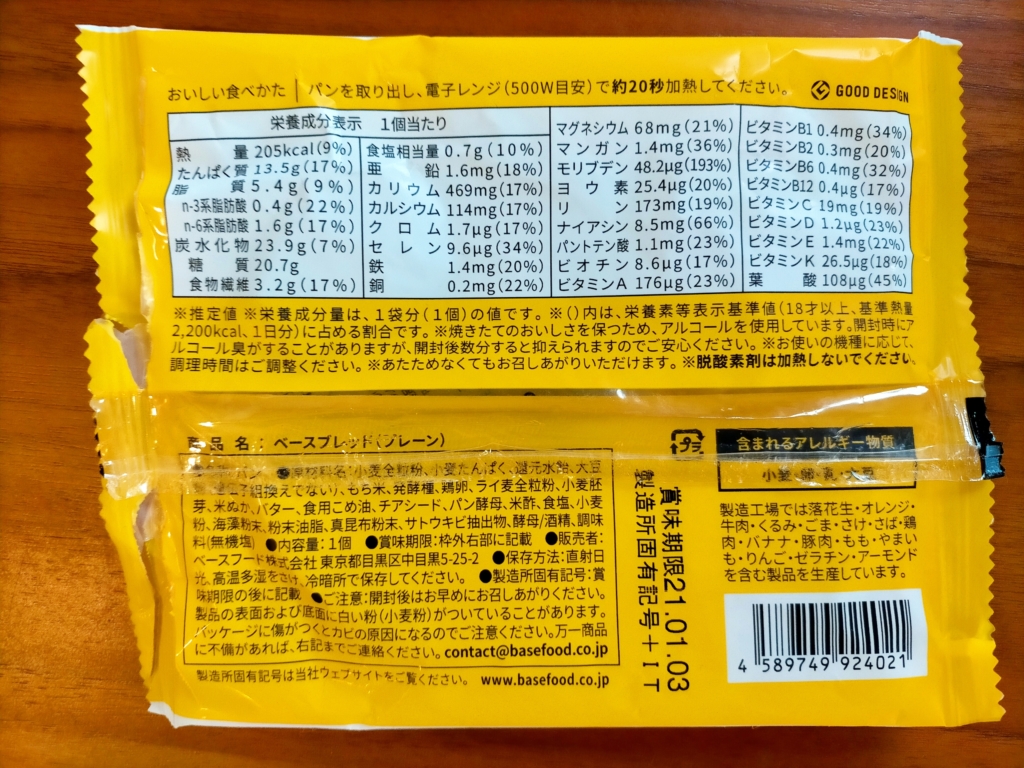 おいしい食べかた | パンを取り出し、電子レンジ(500W目安)で約20秒加熱してください。
GOOD DESIGN
栄養成分表示 1個当たり
熱量 205kcal(9%)
たんぱく質 13.5g(17%)
脂質 5.4g(9%)
n-3系脂肪酸 0.4g(22%)
n-6系脂肪酸 1.6g(17%)
炭水化物 23.9g(7%)
糖質 20.7g
食物繊維 3.2g(17%)
食塩相当量 0.7g(10%)
亜鉛 1.6mg(18%)
カリウム 469mg(17%)
カルシウム 114mg(17%)
クロム 1.7μg(17%)
セレン 9.6μg(34%)
鉄 1.4mg(20%)
銅 0.2mg(22%)
マグネシウム 68mg(21%)
マンガン 1.4mg(36%)
モリブデン 48.2μg(193%)
ヨウ素 25.4μg(20%)
リン 173mg(19%)
ナイアシン 8.5mg(66%)
パントテン酸 1.1mg(23%)
ビオチン 8.6μg(17%)
ビタミンA 176μg(23%)
ビタミンB1 0.4mg(34%)
ビタミンB2 0.3mg(20%)
ビタミンB6 0.4mg(32%)
ビタミンB12 0.4μg(17%)
ビタミンC 19mg(19%)
ビタミンD 1.2μg(23%)
ビタミンE 1.4mg(22%)
ビタミンK 26.5μg(18%)
葉酸 108μg(45%)
※推定値 ※栄養成分量は、1袋分(1個)の値です。※()内は、栄養素等表示基準値(18才以上、基準熱量
2,200kcal、1日分)に占める割合です。※焼きたてのおいしさを保つため、アルコールを使用しています。開封時にア
ルコール臭がすることがありますが、開封後数分すると抑えられますのでご安心ください。※お使いの機種に応じて、
調理時間はご調整ください。※あたためなくてもお召しあがりいただけます。※脱酸素剤は加熱しないでください。
商品名:ベースブレッド(プレーン)
パン ●原材料名:小麦全粒粉、小麦たんぱく、還元水飴、大豆
組換えでない)、もち米、発酵種、鶏卵、ライ麦全粒粉、小麦胚
芽、米ぬか、バター、食用こめ油、チアシード、パン酵母、米酢、食塩、小麦
粉、海藻粉末、粉末油脂、真昆布粉末、サトウキビ抽出物、酵母/酒精、調味
料(無機塩) ●内容量:1個 ●賞味期限:枠外右部に記載 ●販売者:
ベースフード株式会社 東京都目黒区中目黒5-25-2 ●保存方法:直射日
光、高温多湿をさけ、冷暗所で保存してください。 ●製造所固有記号:賞
味期限の後に記載 ●ご注意:開封後はお早めにお召しあがりください。
製品の表面および底面に白い粉(小麦粉)がついていることがあります。
パッケージに傷がつくとカビの原因になるのでご注意ください。万一商品
に不備があれば、右記までご連絡ください。contact@basefood.co.jp
製造所固有記号は当社ウェブサイトをご覧ください。 www.basefood.co.jp
プラ
賞味期限21.01.03
製造所固有記号+IT
含まれるアレルギー物質
小麦・卵・乳・大豆
製造工場では落花生・オレンジ・
牛肉・くるみ・ごま・さけ・さば・鶏
肉・バナナ・豚肉・もも・やまい
も・りんご・ゼラチン・アーモンド
を含む製品を生産しています。
4 589749 924021